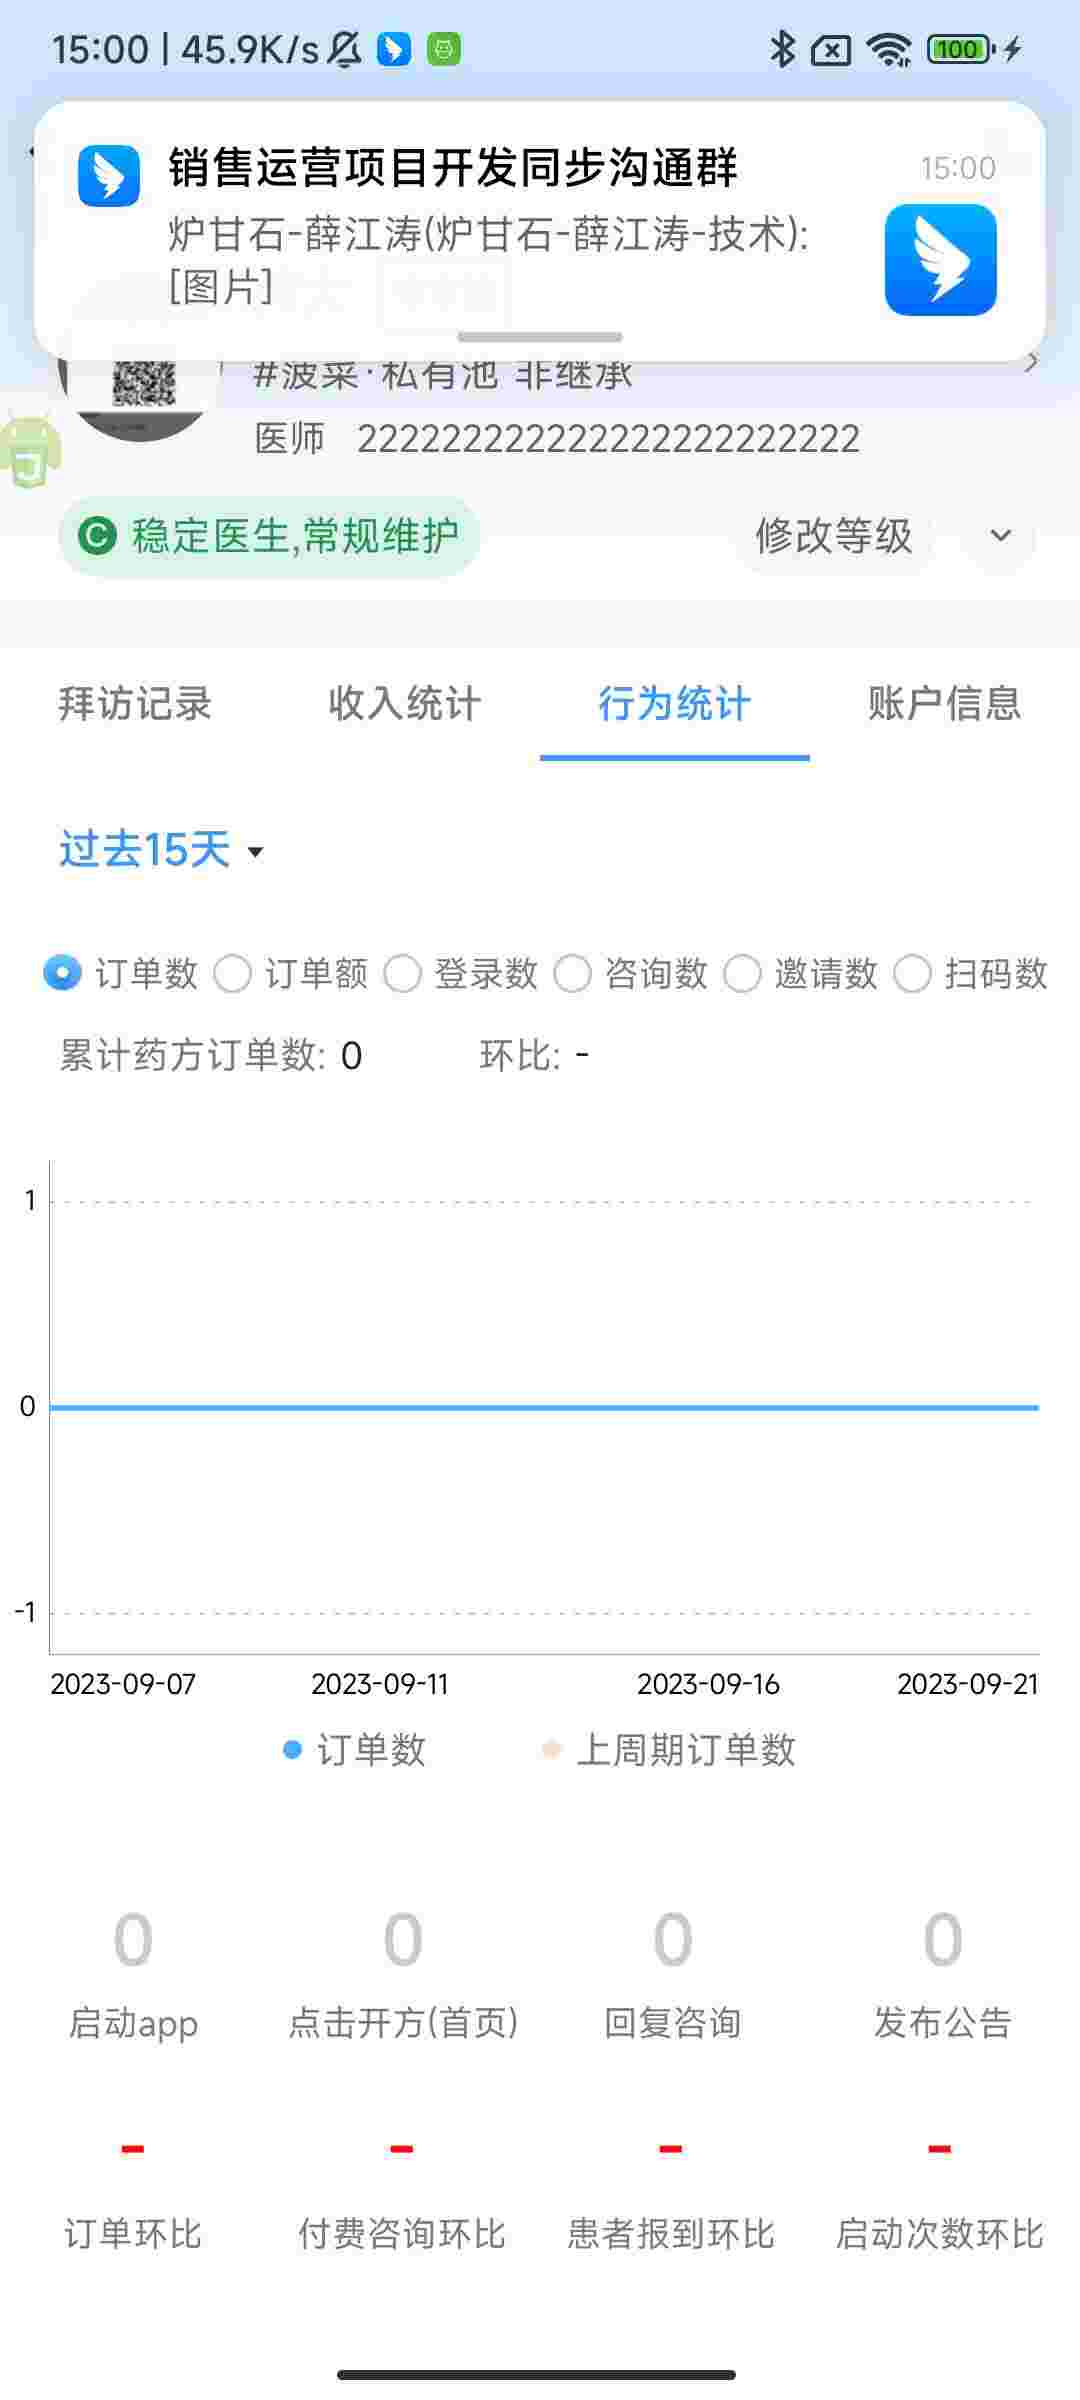 15:00 | 45.9K/s
100
销售运营项目开发同步沟通群
15:00
炉甘石-薛江涛(炉甘石-薛江涛-技术):
[图片]
#菠菜·私有池 非继承
医师 222222222222222222222222
C 稳定医生,常规维护
修改等级
拜访记录 收入统计 行为统计 账户信息
过去15天
订单数 订单额 登录数 咨询数 邀请数 扫码数
累计药方订单数: 0 环比: -
1
0
-1
2023-09-07 2023-09-11 2023-09-16 2023-09-21
订单数 上周期订单数
0 0 0 0
启动app 点击开方(首页) 回复咨询 发布公告
- - - -
订单环比 付费咨询环比 患者报到环比 启动次数环比